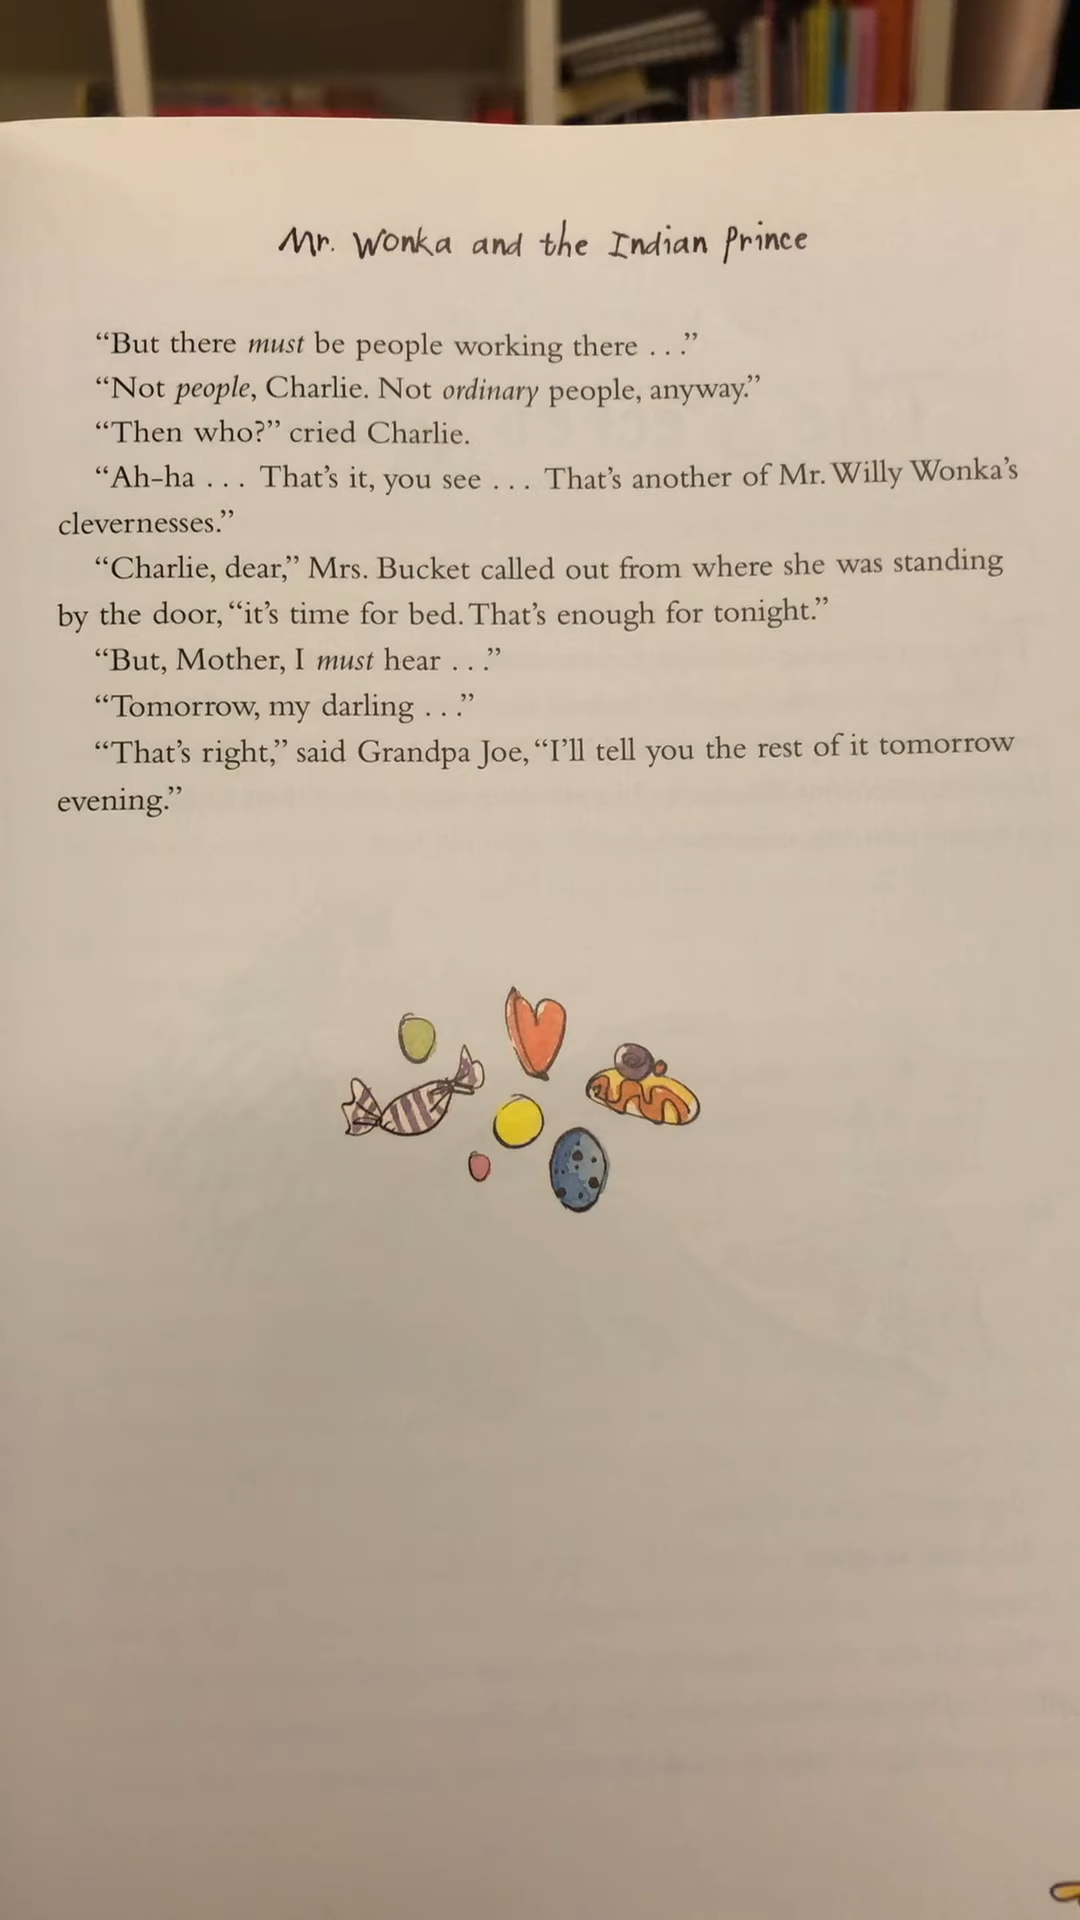 Mr. Wonka and the Indian Prince
“But there must be people working there . . .”
“Not people, Charlie. Not ordinary people, anyway.”
“Then who?” cried Charlie.
“Ah-ha . . . That’s it, you see . . . That’s another of Mr. Willy Wonka’s
clevernesses.”
“Charlie, dear,” Mrs. Bucket called out from where she was standing
by the door, “it’s time for bed. That’s enough for tonight.”
“But, Mother, I must hear . . .”
“Tomorrow, my darling . . .”
“That’s right,” said Grandpa Joe, “I’ll tell you the rest of it tomorrow
evening.”